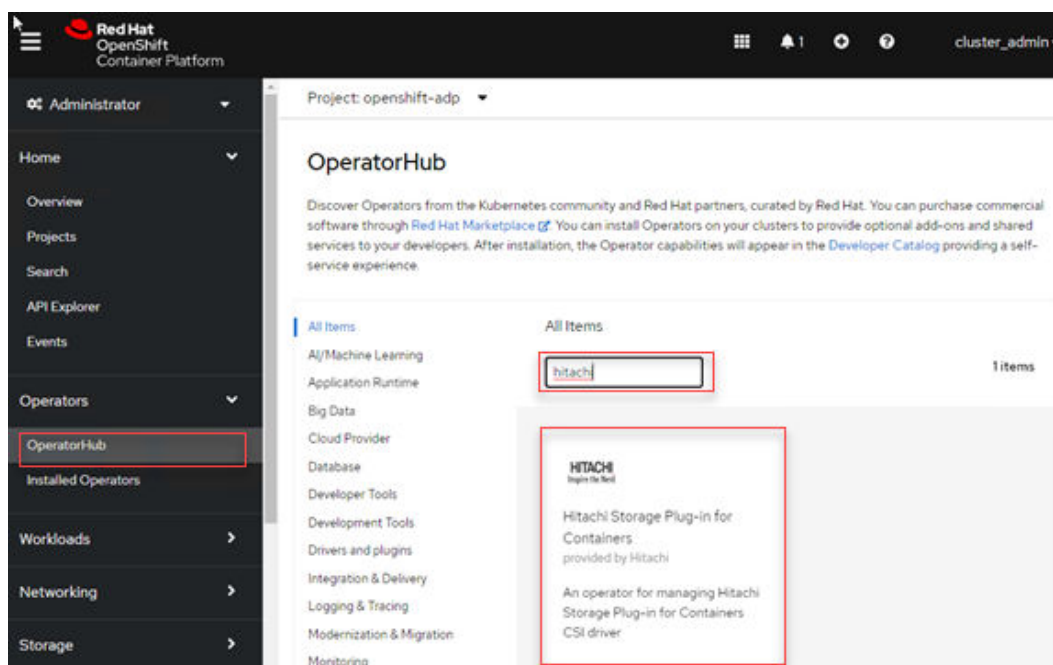 Red Hat
OpenShift
Container Platform
1
cluster_admin
Administrator
Project: openshift-adp
Home
Overview
Projects
Search
API Explorer
Events
Operators
OperatorHub
Installed Operators
Workloads
Networking
Storage
OperatorHub
Discover Operators from the Kubernetes community and Red Hat partners, curated by Red Hat. You can purchase commercial
software through Red Hat Marketplace. You can install Operators on your clusters to provide optional add-ons and shared
services to your developers. After installation, the Operator capabilities will appear in the Developer Catalog providing a self-
service experience.
All Items
AI/Machine Learning
Application Runtime
Big Data
Cloud Provider
Database
Developer Tools
Development Tools
Drivers and plugins
Integration & Delivery
Logging & Tracing
Modernization & Migration
Monitoring
All Items
hitachi
1 items
HITACHI
Inspire the Next
Hitachi Storage Plug-in for
Containers
provided by Hitachi
An operator for managing Hitachi
Storage Plug-in for Containers
CSI driver